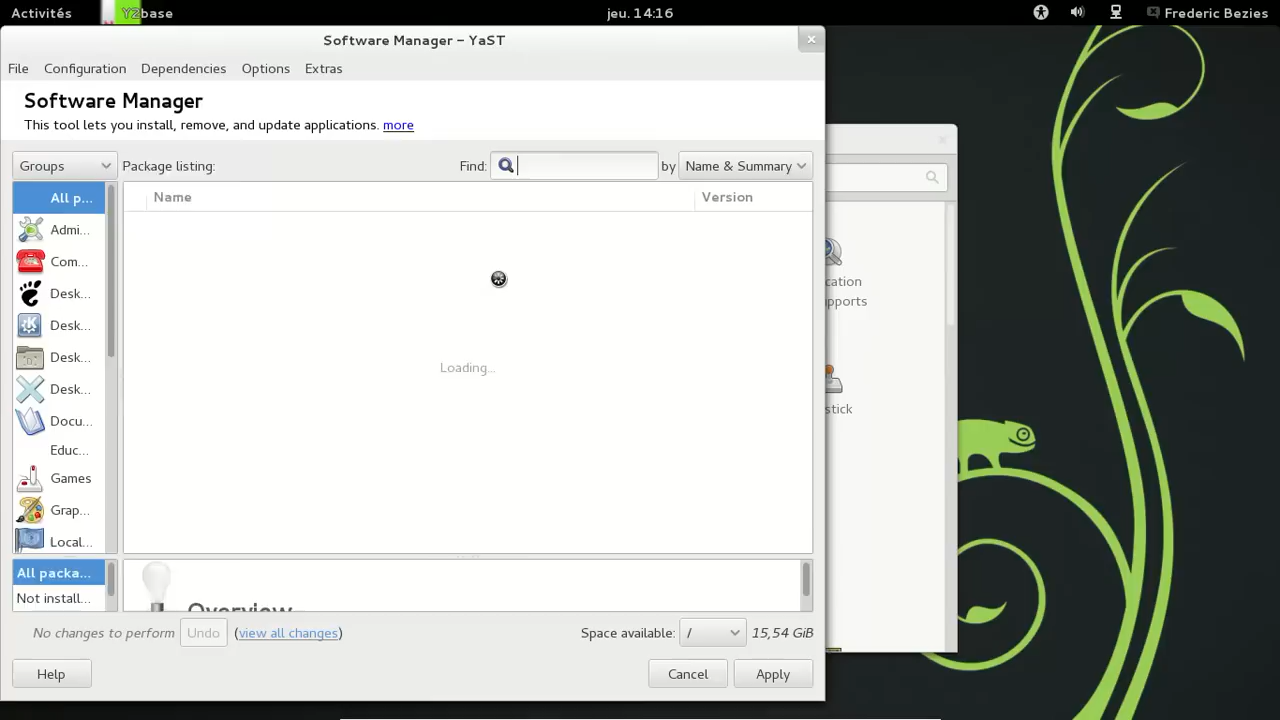 Activités Y2base jeu. 14:16 Frederic Bezies
Software Manager – YaST
File Configuration Dependencies Options Extras
Software Manager
This tool lets you install, remove, and update applications. more
Groups Package listing: Find: by Name & Summary
All p... Name Version
Admi...
Com...
Desk...
Desk...
Desk...
Desk...
Docu...
Educ...
Games
Grap...
Local...
Loading...
cation
upports
stick
All packa...
Not install...
Overview
No changes to perform Undo (view all changes) Space available: / 15,54 GiB
Help Cancel Apply